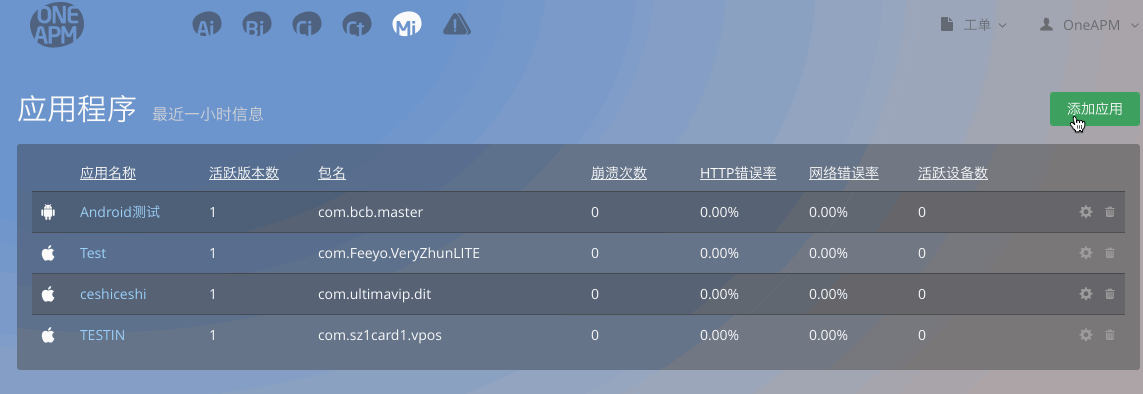 ONE APM
Ai Bi Ci Ct Mi 工单 OneAPM
应用程序 最近一小时信息 添加应用
应用名称 活跃版本数 包名 崩溃次数 HTTP错误率 网络错误率 活跃设备数
Android测试 1 com.bcb.master 0 0.00% 0.00% 0
Test 1 com.Feeyo.VeryZhunLITE 0 0.00% 0.00% 0
ceshiceshi 1 com.ultimavip.dit 0 0.00% 0.00% 0
TESTIN 1 com.sz1card1.vpos 0 0.00% 0.00% 0